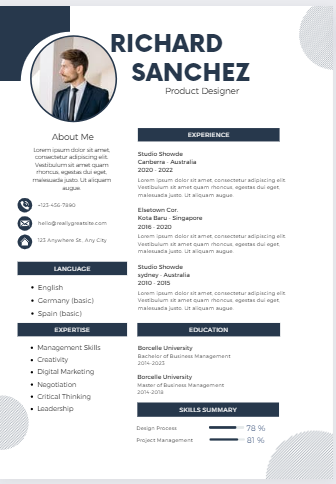 RICHARD
SANCHEZ
Product Designer
About Me
Lorem ipsum dolor sit amet,
consectetur adipiscing elit.
Vestibulum sit amet quam
rhoncus, egestas dui eget,
malesuada justo. Ut aliquam
augue.
+123-456-7890
hello@reallygreatsite.com
123 Anywhere St. Any City
LANGUAGE
English
Germany (basic)
Spain (basic)
EXPERTISE
Management Skills
Creativity
Digital Marketing
Negotiation
Critical Thinking
Leadership
EXPERIENCE
Studio Showde
Canberra - Australia
2020 - 2022
Lorem ipsum dolor sit amet, consectetur adipiscing elit
Vestibulum sit amet quam rhoncus, egestas dui eget,
malesuada justo. Ut aliquam augue.
Elsetown Cor.
Kota Baru - Singapore
2016 - 2020
Lorem ipsum dolor sit amet, consectetur adipiscing elit
Vestibulum sit amet quam rhoncus, egestas dui eget,
malesuada justo. Ut aliquam augue.
Studio Showde
sydney - Australia
2010 - 2015
Lorem ipsum dolor sit amet, consectetur adipiscing elit
Vestibulum sit amet quam rhoncus, egestas dui eget,
malesuada justo. Ut aliquam augue.
EDUCATION
Borcelle University
Bachelor of Business Management
2014-2023
Borcelle University
Master of Business Management
2014-2018
SKILLS SUMMARY
Design Process 78 %
Project Management 81 %